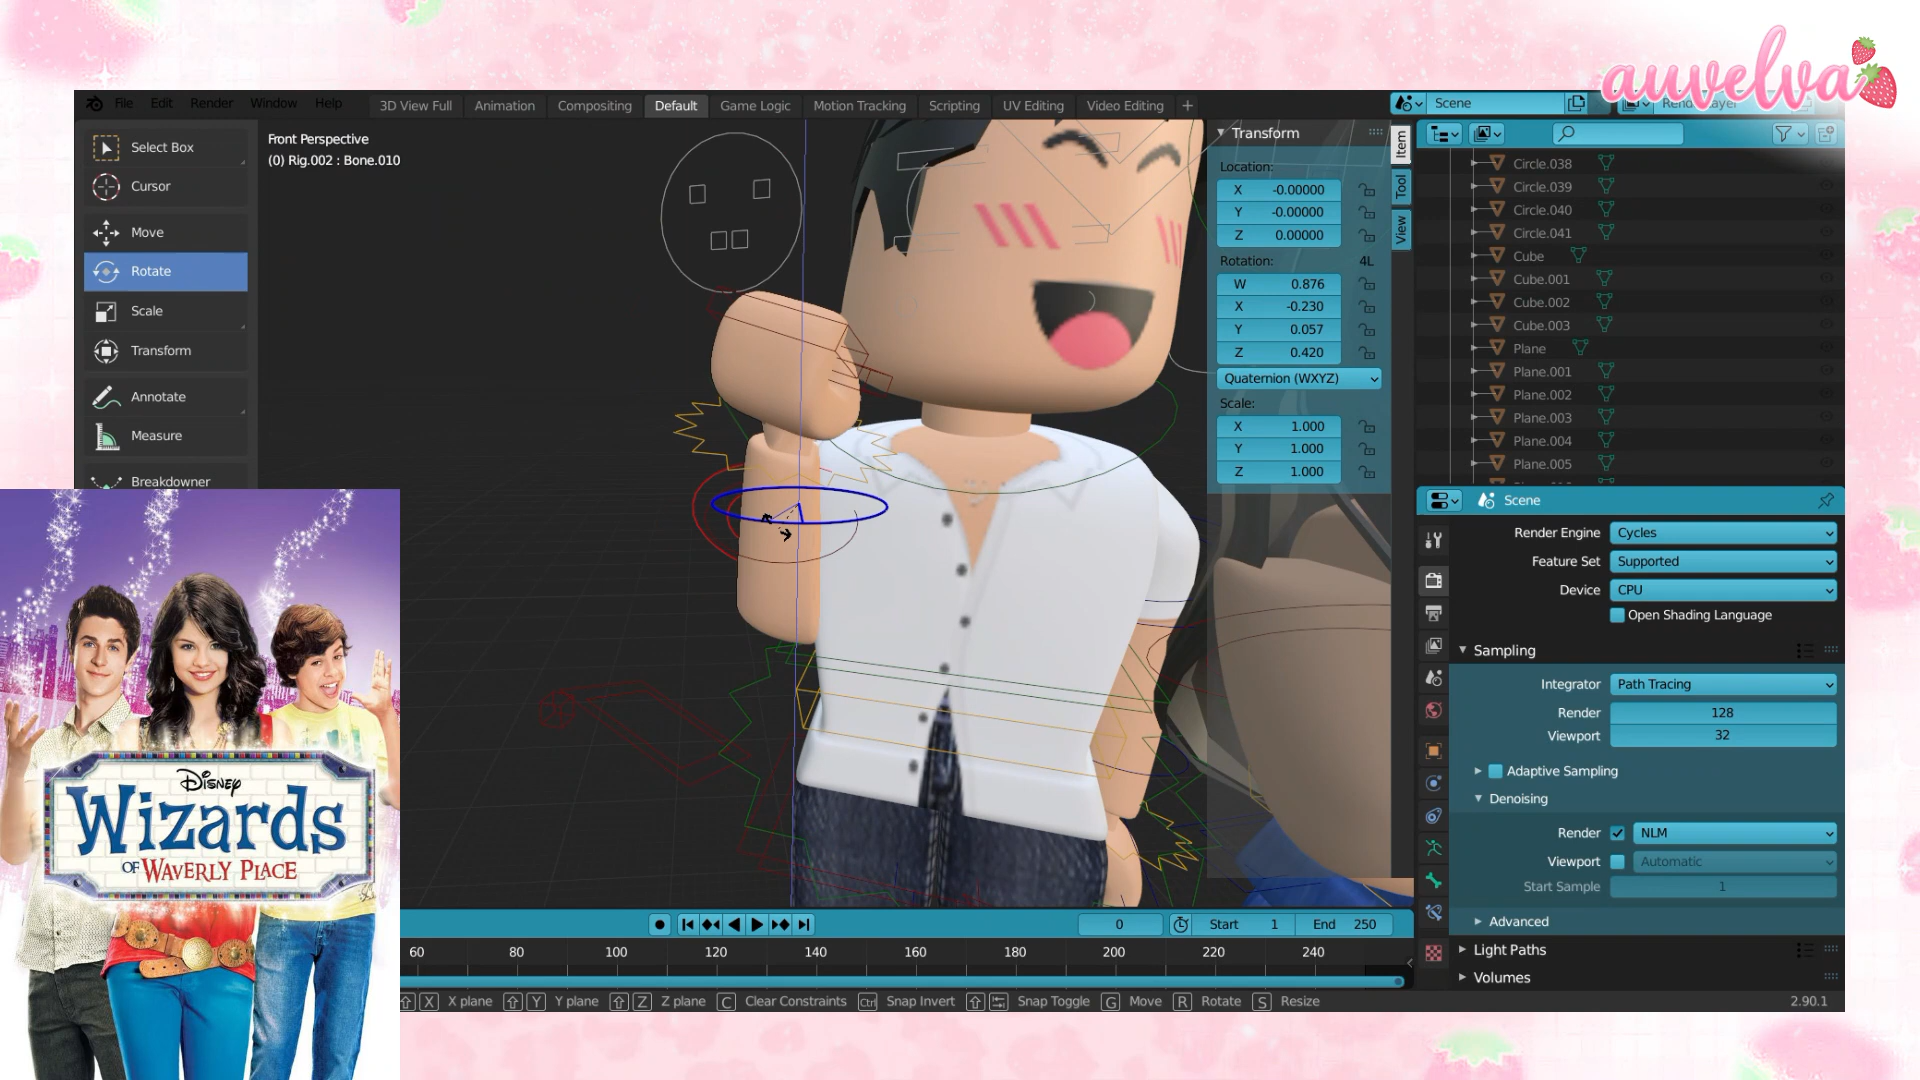 auvelva
File Edit Render Window Help
3D View Full Animation Compositing Default Game Logic Motion Tracking Scripting UV Editing Video Editing +
Scene
Select Box
Cursor
Move
Rotate
Scale
Transform
Annotate
Measure
Breakdowner
Front Perspective
(0) Rig.002 : Bone.010
Transform
Location:
X -0.00000
Y -0.00000
Z 0.00000
Rotation: 4L
W 0.876
X -0.230
Y 0.057
Z 0.420
Quaternion (WXYZ)
Scale:
X 1.000
Y 1.000
Z 1.000
Item
Tool
View
Circle.038
Circle.039
Circle.040
Circle.041
Cube
Cube.001
Cube.002
Cube.003
Plane
Plane.001
Plane.002
Plane.003
Plane.004
Plane.005
Scene
Render Engine Cycles
Feature Set Supported
Device CPU
Open Shading Language
Sampling
Integrator Path Tracing
Render 128
Viewport 32
Adaptive Sampling
Denoising
Render NLM
Viewport Automatic
Start Sample 1
Advanced
Light Paths
Volumes
Disney
Wizards
OF WAVERLY PLACE
0 Start 1 End 250
60 80 100 120 140 160 180 200 220 240
X X plane Y Y plane Z Z plane C Clear Constraints Ctrl Snap Invert Snap Toggle G Move R Rotate S Resize
2.90.1